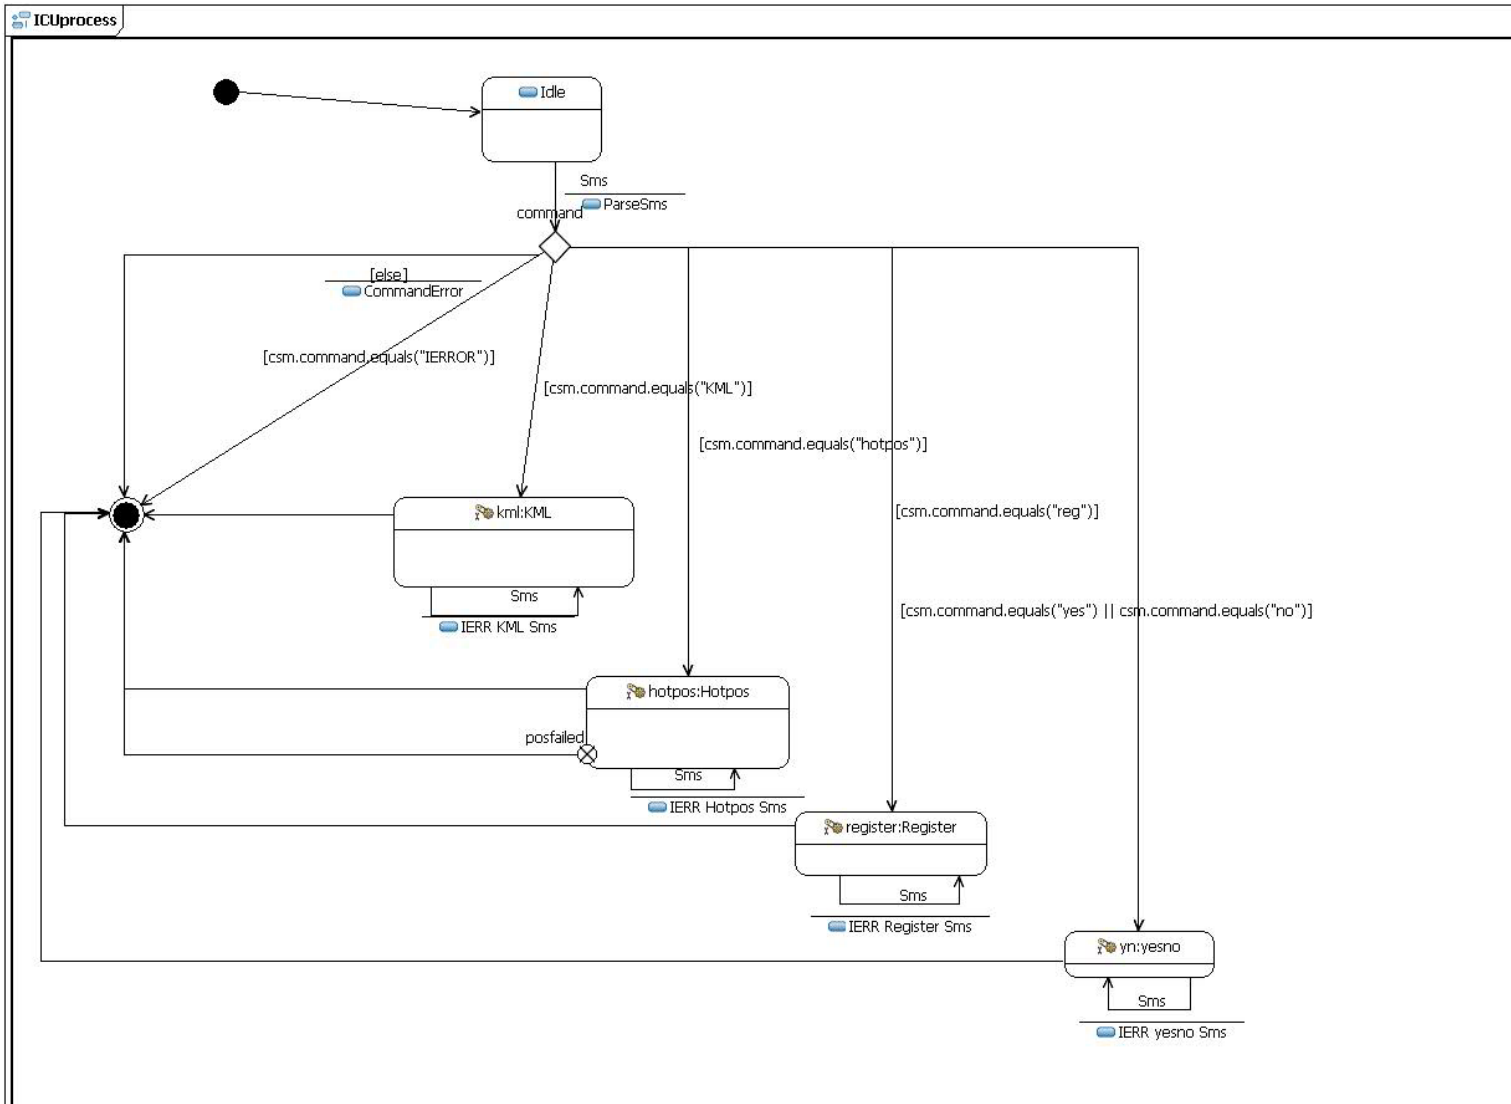 ICUprocess
Idle
Sms
ParseSms
command
[else]
CommandError
[csm.command.equals("IERROR")]
[csm.command.equals("KML")]
[csm.command.equals("hotpos")]
[csm.command.equals("reg")]
kml:KML
Sms
IERR KML Sms
[csm.command.equals("yes") || csm.command.equals("no")]
hotpos:Hotpos
posfailed
Sms
IERR Hotpos Sms
register:Register
Sms
IERR Register Sms
yn:yesno
Sms
IERR yesno Sms